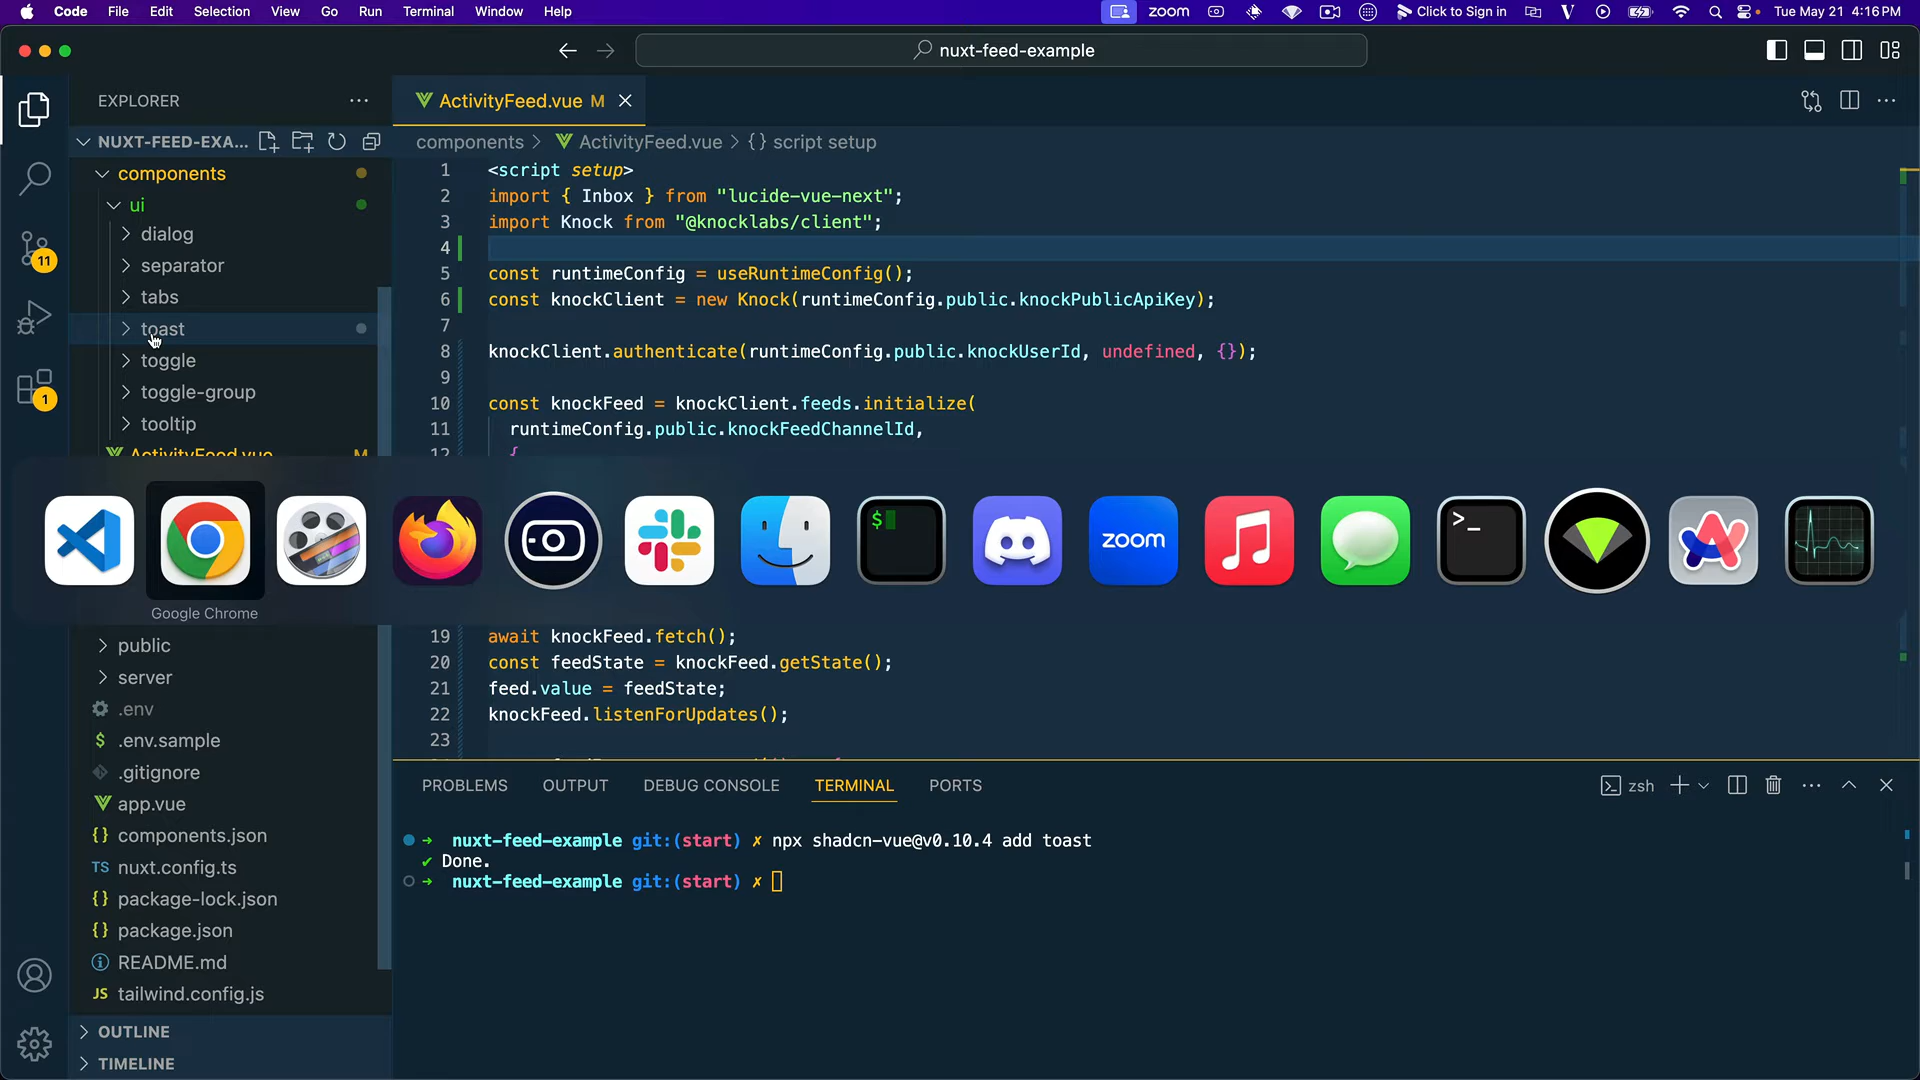 Code File Edit Selection View Go Run Terminal Window Help
zoom
Click to Sign in
Tue May 21 4:16 PM
nuxt-feed-example
EXPLORER
NUXT-FEED-EXA...
components
ui
dialog
separator
tabs
toast
toggle
toggle-group
tooltip
ActivityFeed.vue M
public
server
.env
$ .env.sample
.gitignore
app.vue
{} components.json
TS nuxt.config.ts
{} package-lock.json
{} package.json
README.md
JS tailwind.config.js
OUTLINE
TIMELINE
11
1
ActivityFeed.vue M
components > ActivityFeed.vue > {} script setup
1 <script setup>
2 import { Inbox } from "lucide-vue-next";
3 import Knock from "@knocklabs/client";
4
5 const runtimeConfig = useRuntimeConfig();
6 const knockClient = new Knock(runtimeConfig.public.knockPublicApiKey);
7
8 knockClient.authenticate(runtimeConfig.public.knockUserId, undefined, {});
9
10 const knockFeed = knockClient.feeds.initialize(
11 runtimeConfig.public.knockFeedChannelId,
12 {
$
zoom
>_
Google Chrome
19 await knockFeed.fetch();
20 const feedState = knockFeed.getState();
21 feed.value = feedState;
22 knockFeed.listenForUpdates();
23
PROBLEMS OUTPUT DEBUG CONSOLE TERMINAL PORTS
zsh
➜ nuxt-feed-example git:(start) ✗ npx shadcn-vue@v0.10.4 add toast
✔ Done.
➜ nuxt-feed-example git:(start) ✗